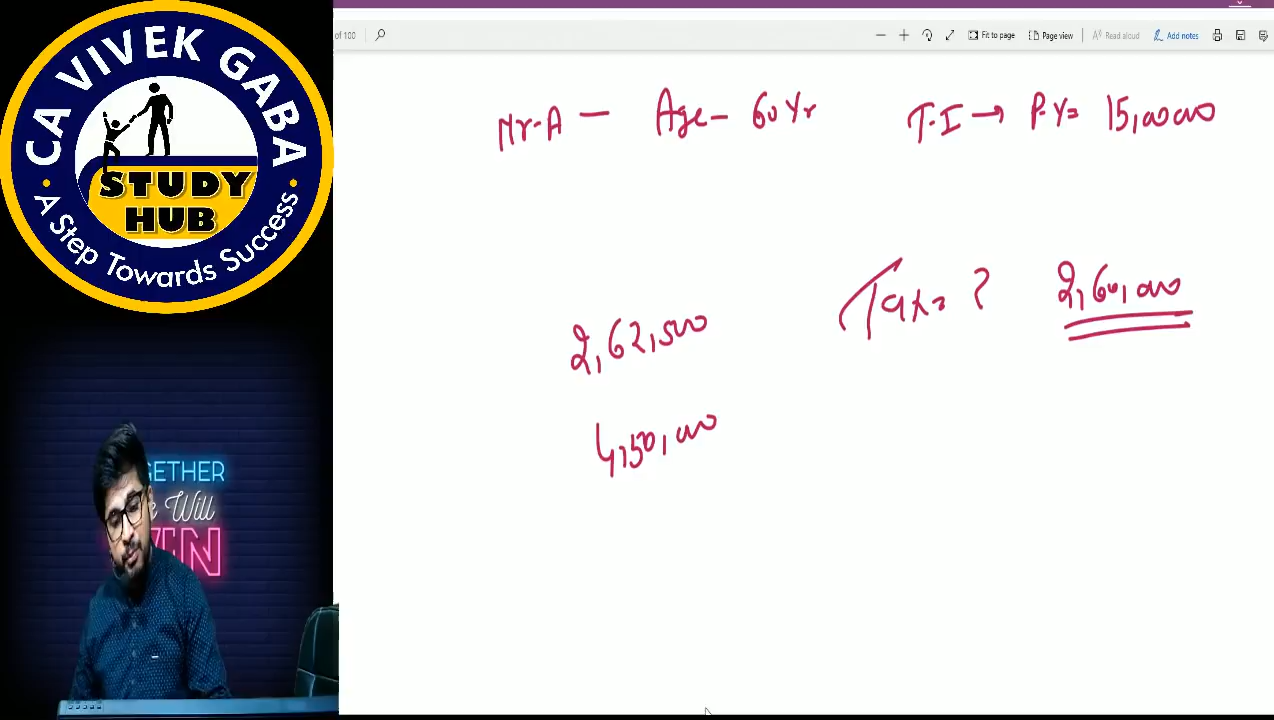 CA VIVEK GABA
STUDY
HUB
A Step Towards Success
of 100
Fit to page
Page view
Read aloud
Add notes
Mr. A — Age - 60 Yr T.I → P.Y = 15,00,000
Tax = ? 2,60,000
2,62,500
4,50,000
GETHER
e Will
WIN